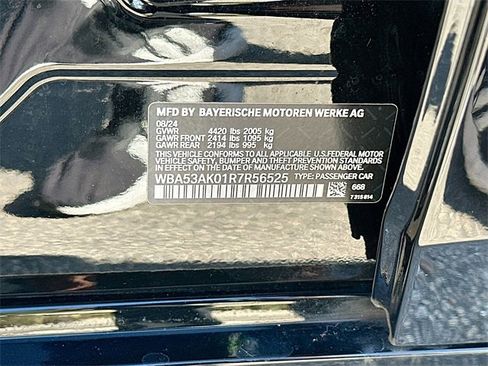 MFD BY BAYERISCHE MOTOREN WERKE AG
08/24
GVWR 4420 lbs 2005 kg
GAWR FRONT 2414 lbs 1095 kg
GAWR REAR 2194 lbs 995 kg
THIS VEHICLE CONFORMS TO ALL APPLICABLE U.S.FEDERAL MOTOR
VEHICLE SAFETY, BUMPER AND THEFT PREVENTION STANDARDS
IN EFFECT ON THE DATE OF MANUFACTURE SHOWN ABOVE.
WBA53AK01R7R56525 TYPE: PASSENGER CAR
668
7 315 614